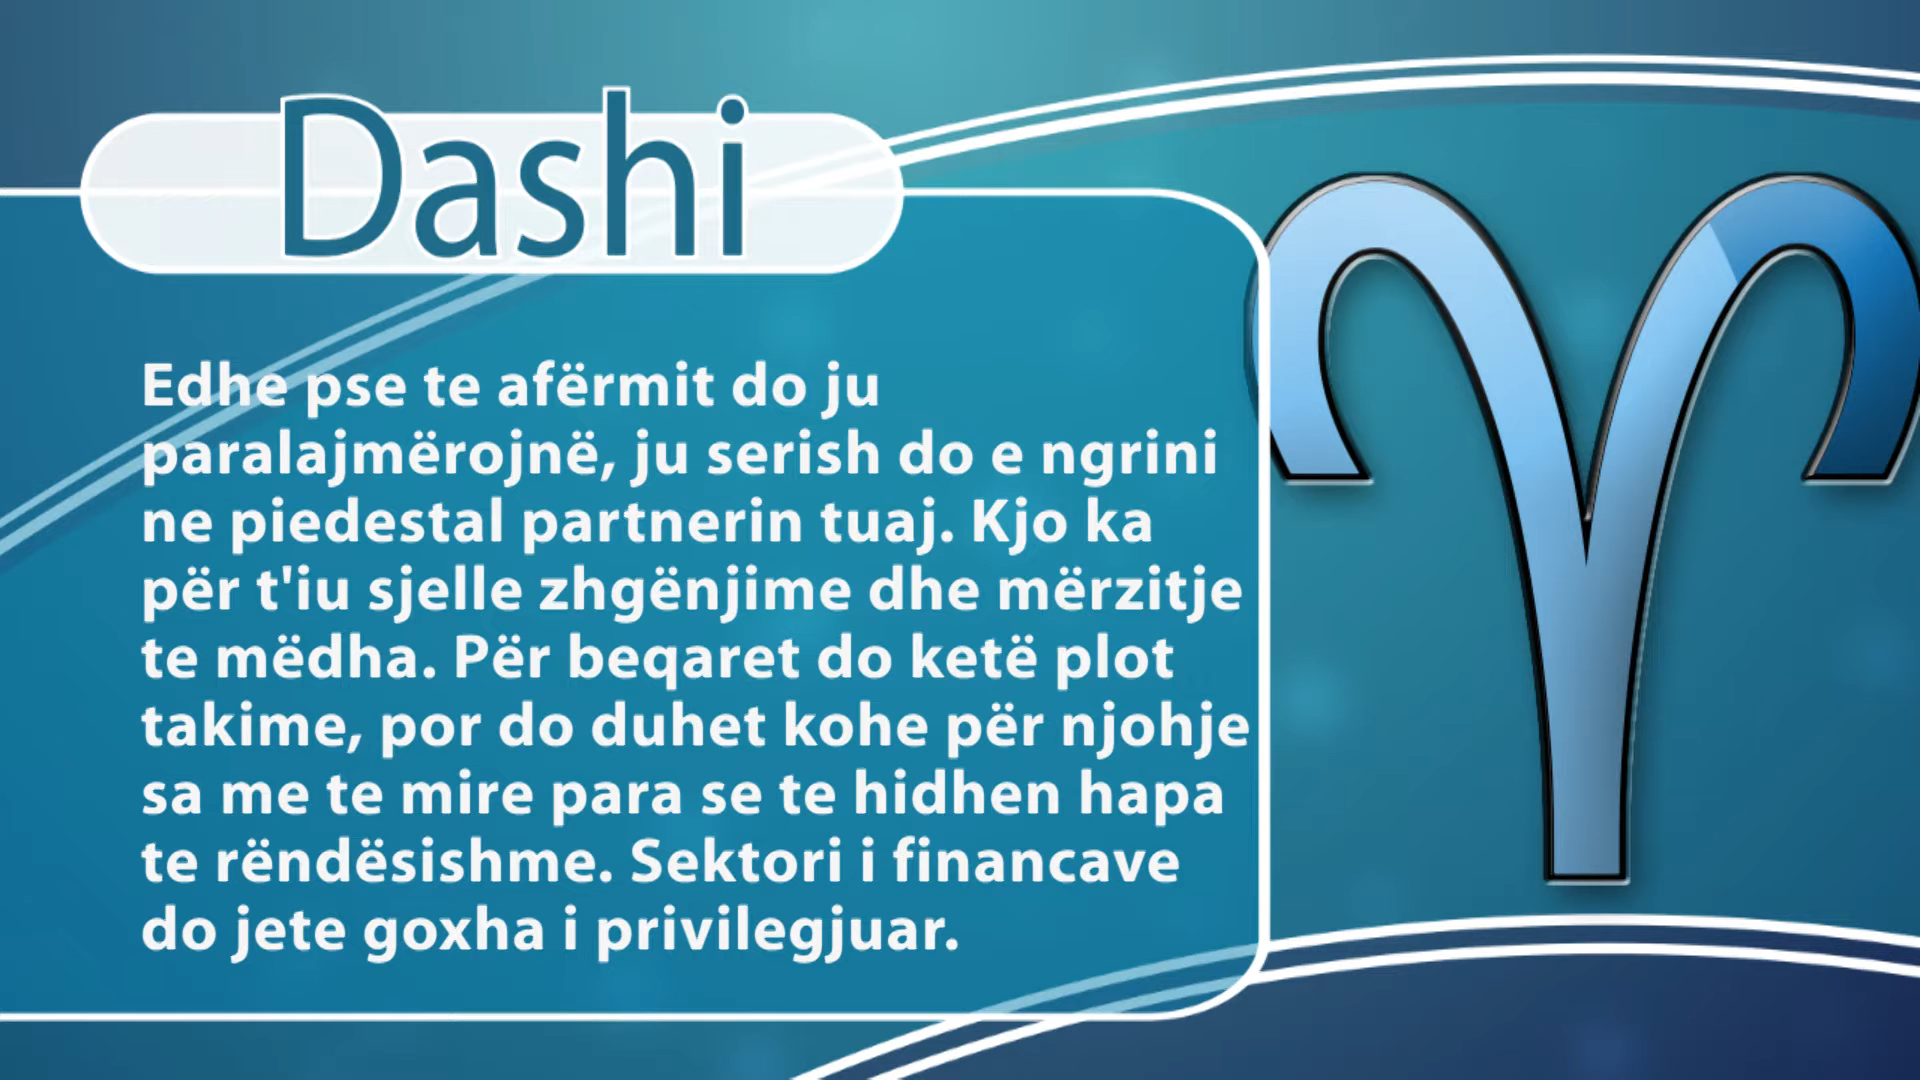 Dashi
Edhe pse te afërmit do ju
paralajmërojnë, ju serish do e ngrini
ne piedestal partnerin tuaj. Kjo ka
për t'iu sjelle zhgënjime dhe mërzitje
te mëdha. Për beqaret do ketë plot
takime, por do duhet kohe për njohje
sa me te mire para se te hidhen hapa
te rëndësishme. Sektori i financave
do jete goxha i privilegjuar.